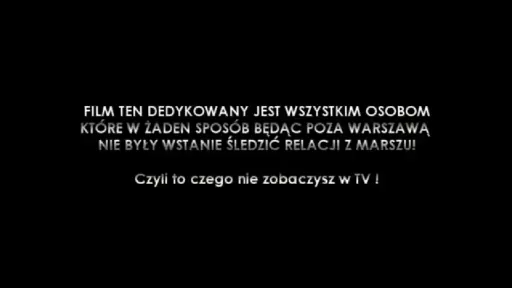 FILM TEN DEDYKOWANY JEST WSZYSTKIM OSOBOM
KTÓRE W ŻADEN SPOSÓB BĘDĄC POZA WARSZAWĄ
NIE BYŁY WSTANIE ŚLEDZIĆ RELACJI Z MARSZU!
Czyli to czego nie zobaczysz w TV !